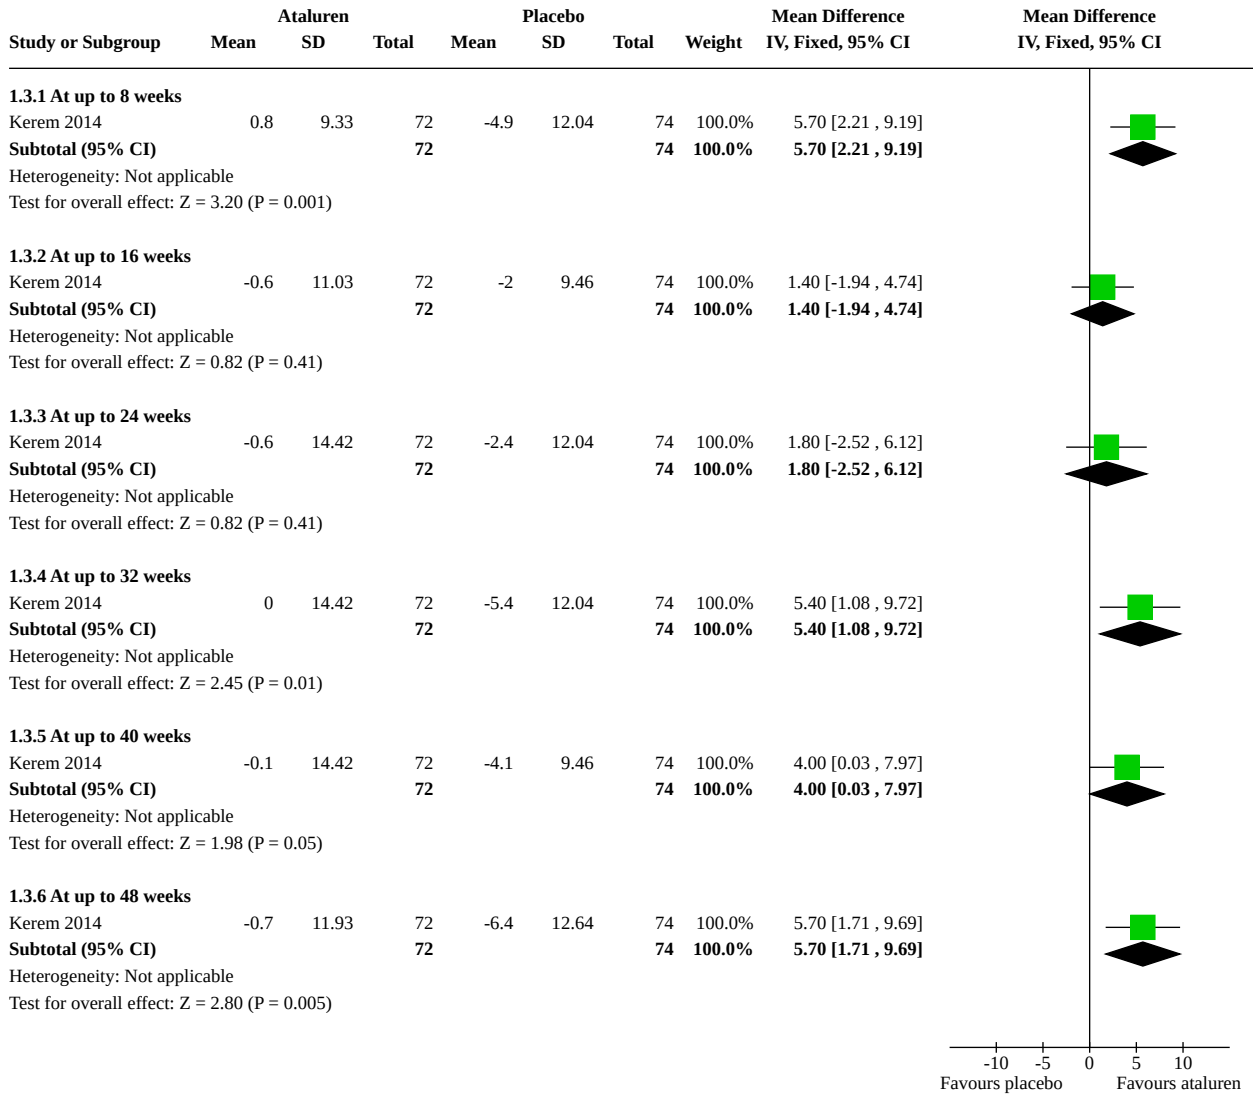 Ataluren Placebo Mean Difference Mean Difference
Study or Subgroup Mean SD Total Mean SD Total Weight IV, Fixed, 95% CI IV, Fixed, 95% CI
1.3.1 At up to 8 weeks
Kerem 2014 0.8 9.33 72 -4.9 12.04 74 100.0% 5.70 [2.21 , 9.19]
Subtotal (95% CI) 72 74 100.0% 5.70 [2.21 , 9.19]
Heterogeneity: Not applicable
Test for overall effect: Z = 3.20 (P = 0.001)
1.3.2 At up to 16 weeks
Kerem 2014 -0.6 11.03 72 -2 9.46 74 100.0% 1.40 [-1.94 , 4.74]
Subtotal (95% CI) 72 74 100.0% 1.40 [-1.94 , 4.74]
Heterogeneity: Not applicable
Test for overall effect: Z = 0.82 (P = 0.41)
1.3.3 At up to 24 weeks
Kerem 2014 -0.6 14.42 72 -2.4 12.04 74 100.0% 1.80 [-2.52 , 6.12]
Subtotal (95% CI) 72 74 100.0% 1.80 [-2.52 , 6.12]
Heterogeneity: Not applicable
Test for overall effect: Z = 0.82 (P = 0.41)
1.3.4 At up to 32 weeks
Kerem 2014 0 14.42 72 -5.4 12.04 74 100.0% 5.40 [1.08 , 9.72]
Subtotal (95% CI) 72 74 100.0% 5.40 [1.08 , 9.72]
Heterogeneity: Not applicable
Test for overall effect: Z = 2.45 (P = 0.01)
1.3.5 At up to 40 weeks
Kerem 2014 -0.1 14.42 72 -4.1 9.46 74 100.0% 4.00 [0.03 , 7.97]
Subtotal (95% CI) 72 74 100.0% 4.00 [0.03 , 7.97]
Heterogeneity: Not applicable
Test for overall effect: Z = 1.98 (P = 0.05)
1.3.6 At up to 48 weeks
Kerem 2014 -0.7 11.93 72 -6.4 12.64 74 100.0% 5.70 [1.71 , 9.69]
Subtotal (95% CI) 72 74 100.0% 5.70 [1.71 , 9.69]
Heterogeneity: Not applicable
Test for overall effect: Z = 2.80 (P = 0.005)
-10 -5 0 5 10
Favours placebo Favours ataluren